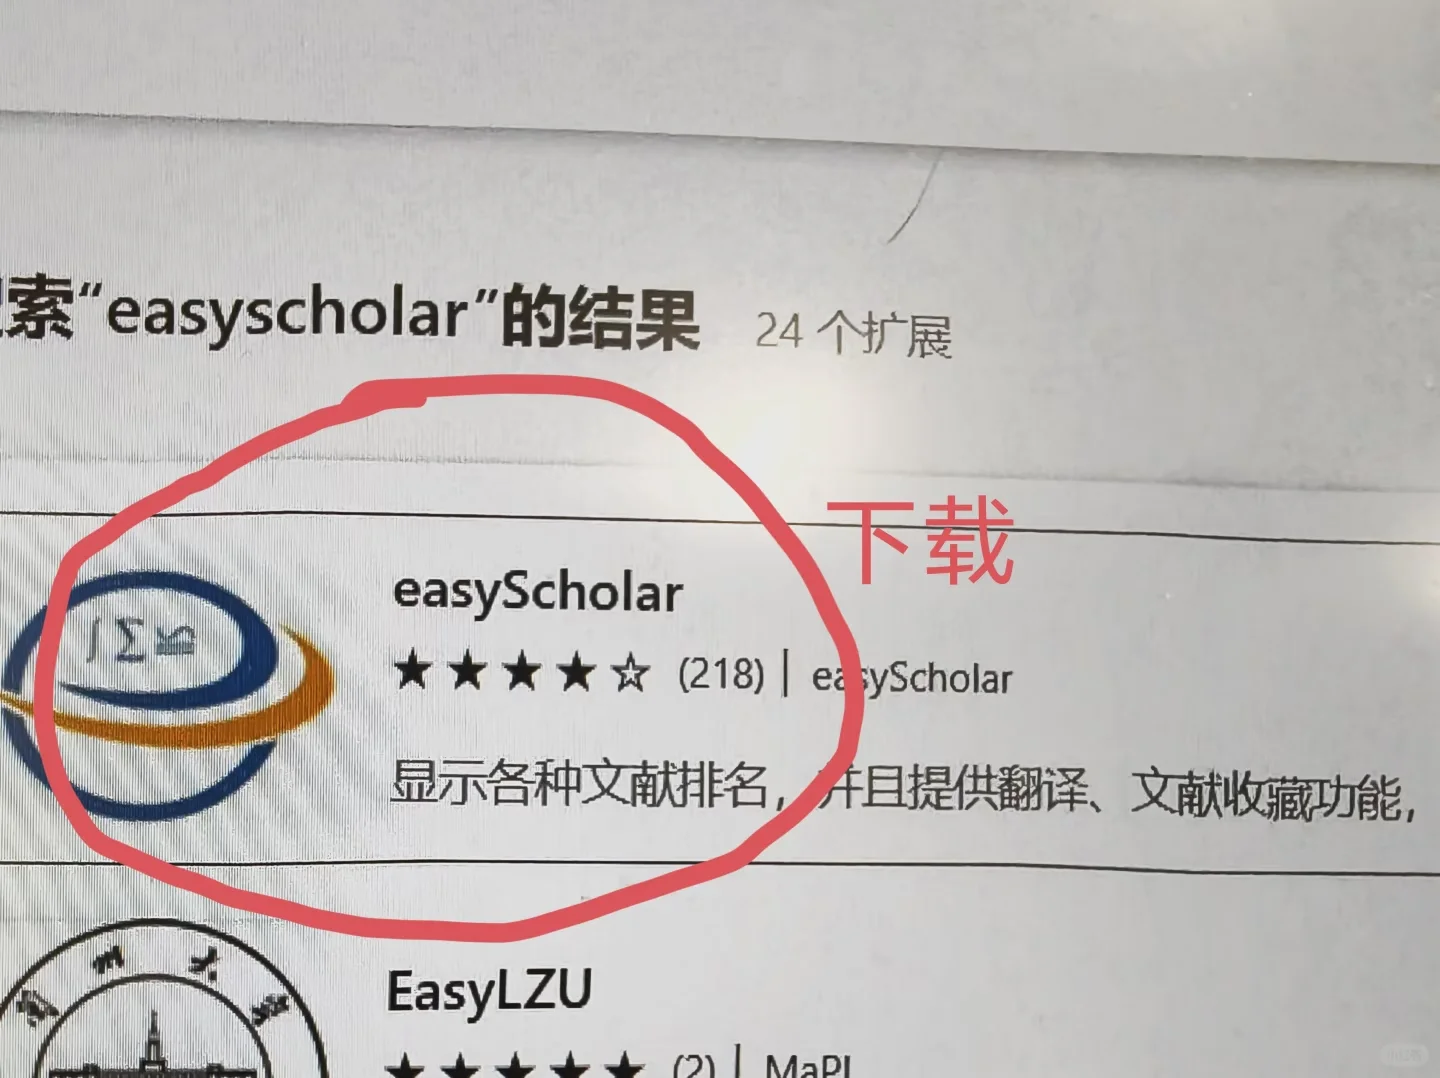 索“easyscholar”的结果 24 个扩展
下载
easyScholar
(218) | easyScholar
显示各种文献排名，并且提供翻译、文献收藏功能，
EasyLZU
(2) | MaPl